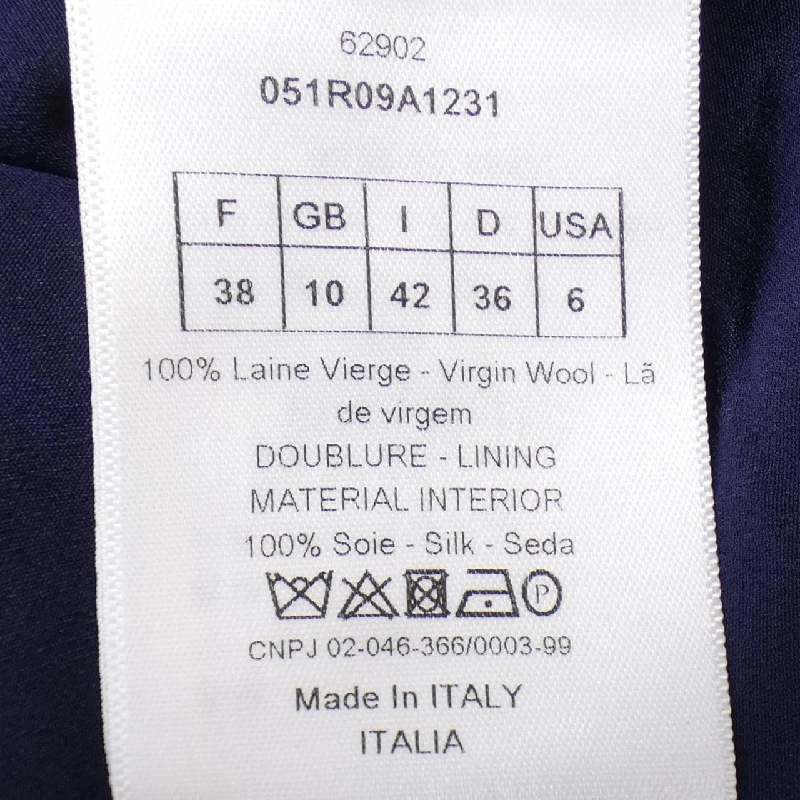 62902
051R09A1231
F GB I D USA
38 10 42 36 6
100% Laine Vierge - Virgin Wool - Lã
de virgem
DOUBLURE - LINING
MATERIAL INTERIOR
100% Soie - Silk - Seda
P
CNPJ 02-046-366/0003-99
Made In ITALY
ITALIA